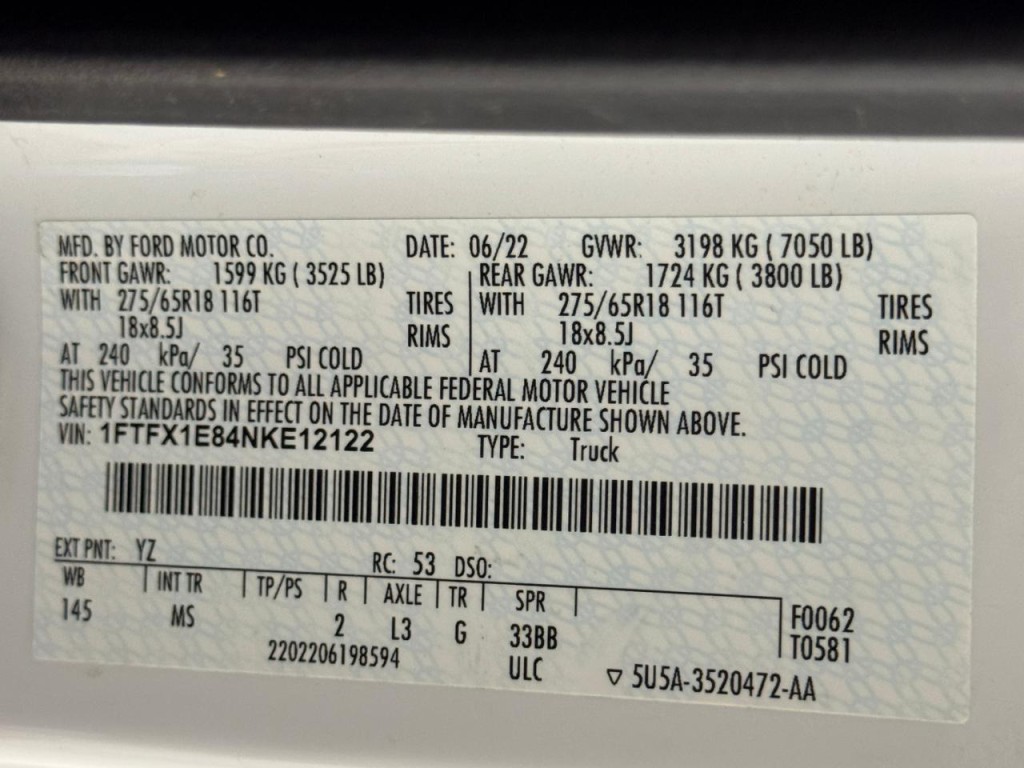 MFD. BY FORD MOTOR CO. DATE: 06/22 GVWR: 3198 KG ( 7050 LB)
FRONT GAWR: 1599 KG ( 3525 LB) REAR GAWR: 1724 KG ( 3800 LB)
WITH 275/65R18 116T TIRES WITH 275/65R18 116T TIRES
18x8.5J RIMS 18x8.5J RIMS
AT 240 kPa/ 35 PSI COLD AT 240 kPa/ 35 PSI COLD
THIS VEHICLE CONFORMS TO ALL APPLICABLE FEDERAL MOTOR VEHICLE
SAFETY STANDARDS IN EFFECT ON THE DATE OF MANUFACTURE SHOWN ABOVE.
VIN: 1FTFX1E84NKE12122 TYPE: Truck
EXT PNT: YZ RC: 53 DSO:
WB INT TR TP/PS R AXLE TR SPR
145 MS 2 L3 G 33BB F0062
2202206198594 ULC T0581
▽ 5U5A-3520472-AA